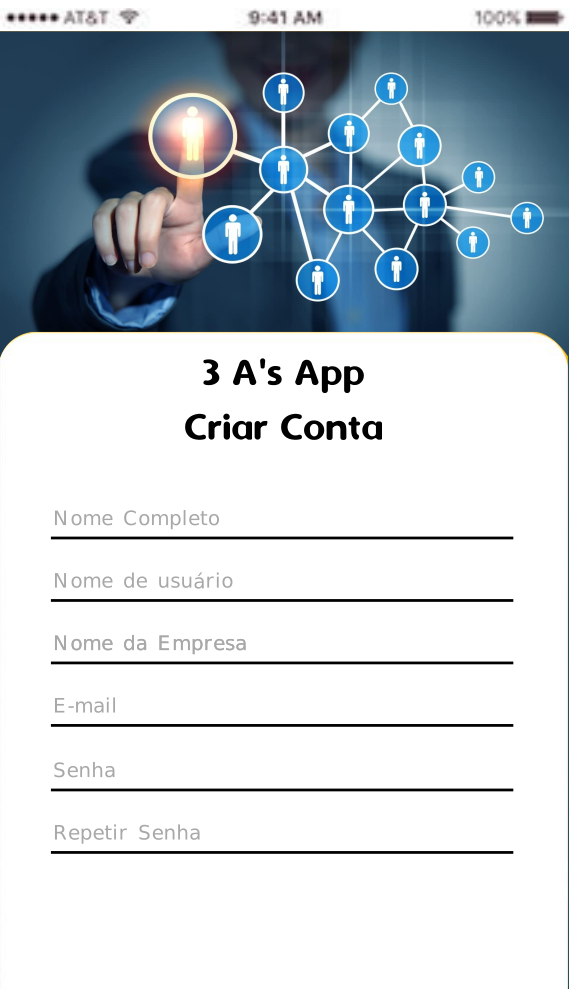 AT&T 9:41 AM 100%
3 A's App
Criar Conta
Nome Completo
Nome de usuário
Nome da Empresa
E-mail
Senha
Repetir Senha